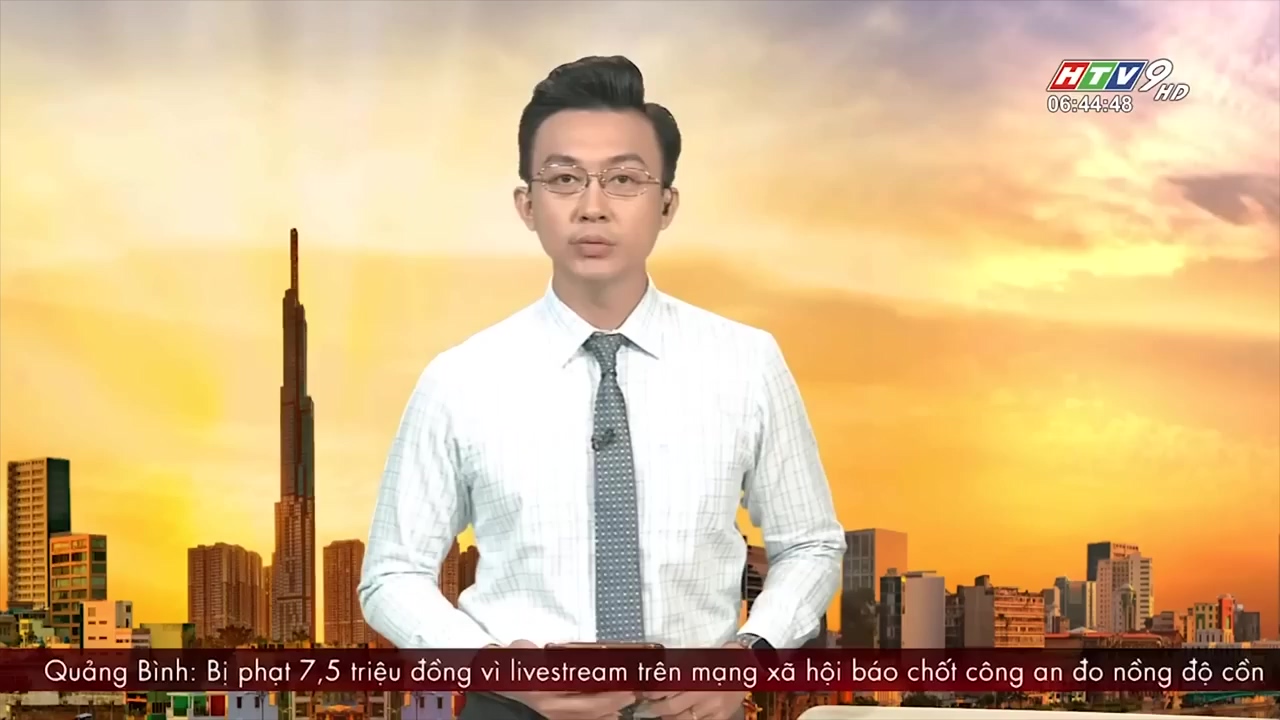 HTV9
HD
06:44:48
Quảng Bình: Bị phạt 7,5 triệu đồng vì livestream trên mạng xã hội báo chốt công an đo nồng độ cồn